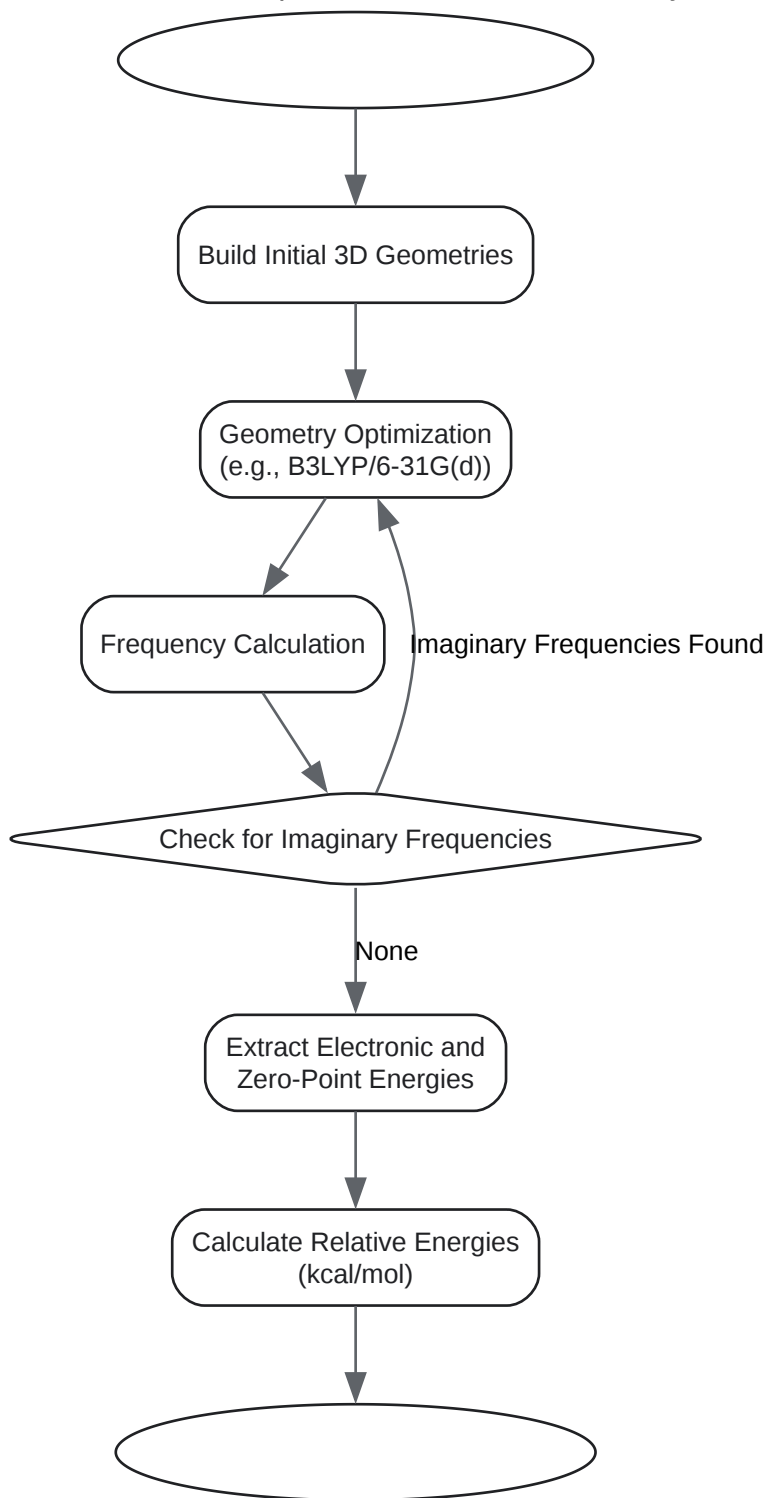 Build Initial 3D Geometries
Geometry Optimization
(e.g., B3LYP/6-31G(d))
Frequency Calculation
Imaginary Frequencies Found
Check for Imaginary Frequencies
None
Extract Electronic and
Zero-Point Energies
Calculate Relative Energies
(kcal/mol)